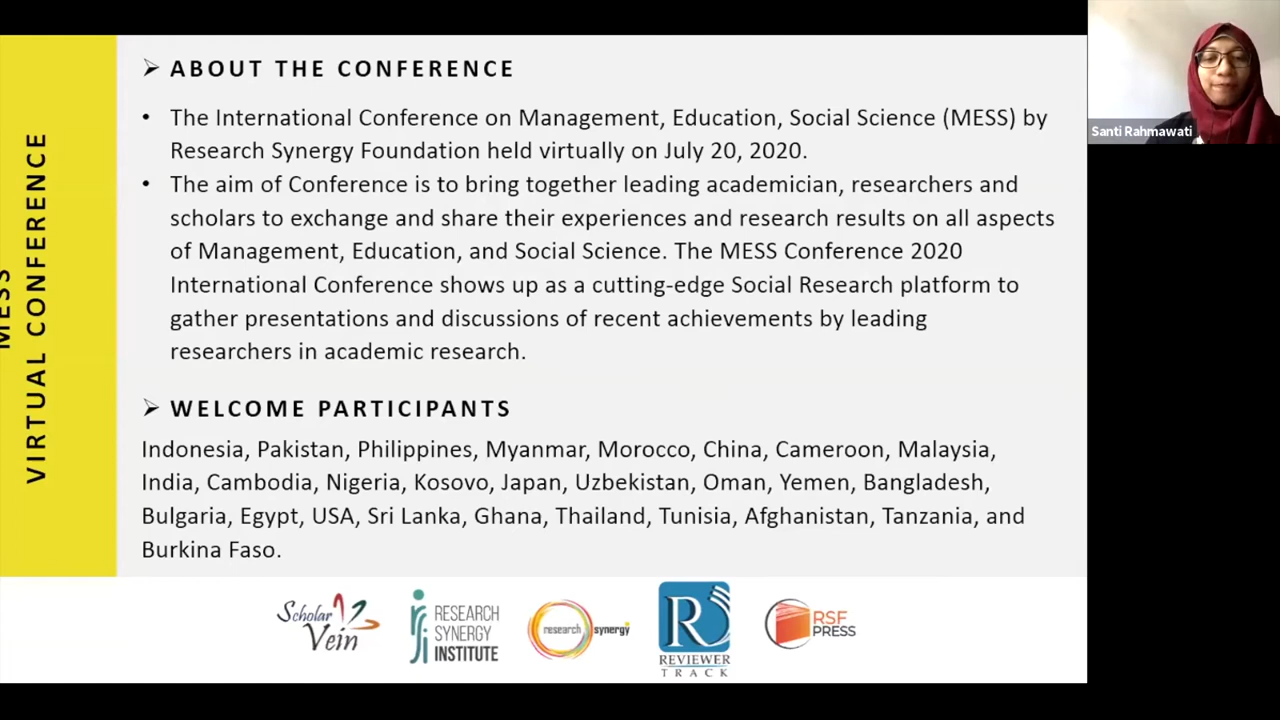 MESS
VIRTUAL CONFERENCE
➢ ABOUT THE CONFERENCE
• The International Conference on Management, Education, Social Science (MESS) by
Research Synergy Foundation held virtually on July 20, 2020.
• The aim of Conference is to bring together leading academician, researchers and
scholars to exchange and share their experiences and research results on all aspects
of Management, Education, and Social Science. The MESS Conference 2020
International Conference shows up as a cutting-edge Social Research platform to
gather presentations and discussions of recent achievements by leading
researchers in academic research.
➢ WELCOME PARTICIPANTS
Indonesia, Pakistan, Philippines, Myanmar, Morocco, China, Cameroon, Malaysia,
India, Cambodia, Nigeria, Kosovo, Japan, Uzbekistan, Oman, Yemen, Bangladesh,
Bulgaria, Egypt, USA, Sri Lanka, Ghana, Thailand, Tunisia, Afghanistan, Tanzania, and
Burkina Faso.
Scholar
Vein
RESEARCH
SYNERGY
INSTITUTE
research synergy
R
REVIEWER
TRACK
RSF
PRESS
Santi Rahmawati